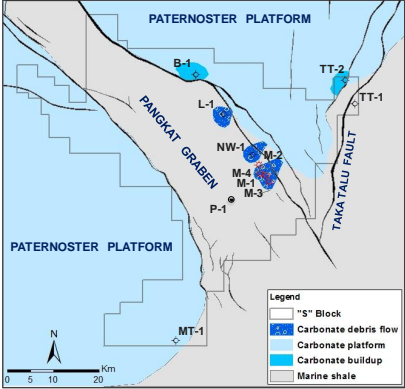 PATERNOSTER PLATFORM
B-1
TT-2
TT-1
L-1
PANGKAT GRABEN
NW-1
M-2
M-4
M-1
M-3
TAKATALU FAULT
P-1
PATERNOSTER PLATFORM
MT-1
N
Km
0 5 10 20
Legend
"S" Block
Carbonate debris flow
Carbonate platform
Carbonate buildup
Marine shale